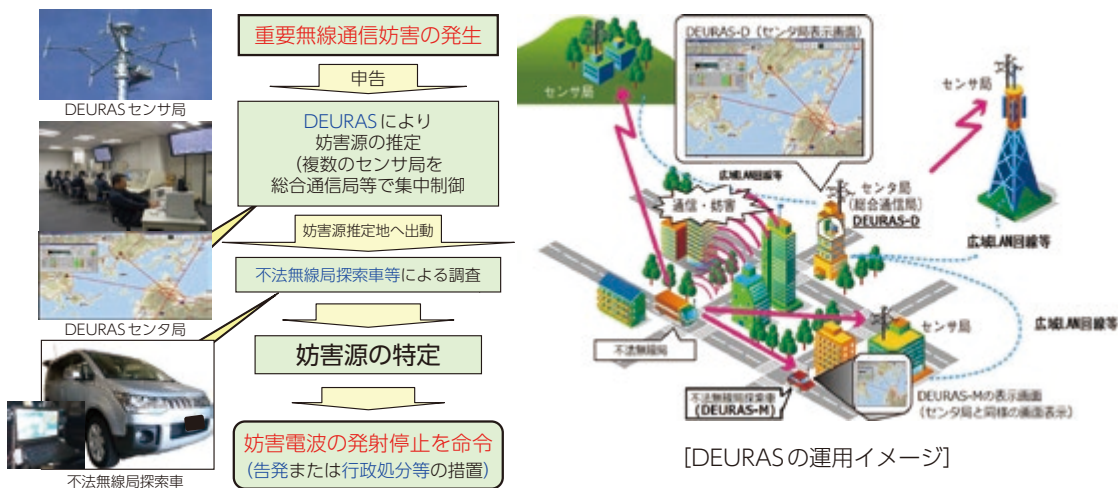 重要無線通信妨害の発生
申告
DEURASセンサ局
DEURASにより
妨害源の推定
(複数のセンサ局を
総合通信局等で集中制御
妨害源推定地へ出動
不法無線局探索車等による調査
DEURASセンタ局
妨害源の特定
妨害電波の発射停止を命令
(告発または行政処分等の措置)
不法無線局探索車
DEURAS-D（センタ局表示画面）
センサ局
センサ局
広域LAN回線等
通信・妨害
センタ局
(総合通信局)
DEURAS-D
広域LAN回線等
センサ局
広域LAN回線等
不法無線局
不法無線局探索車
(DEURAS-M)
DEURAS-Mの表示画面
(センタ局と同様の画面表示)
[DEURASの運用イメージ]